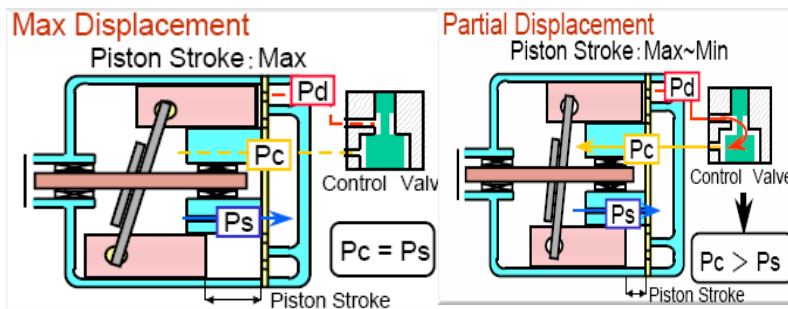 Max Displacement
Piston Stroke: Max
Pd
Pc
Control Valve
Ps
Pc = Ps
Piston Stroke
Partial Displacement
Piston Stroke: Max~Min
Pd
Pc
Control Valve
Ps
Pc > Ps
Piston Stroke